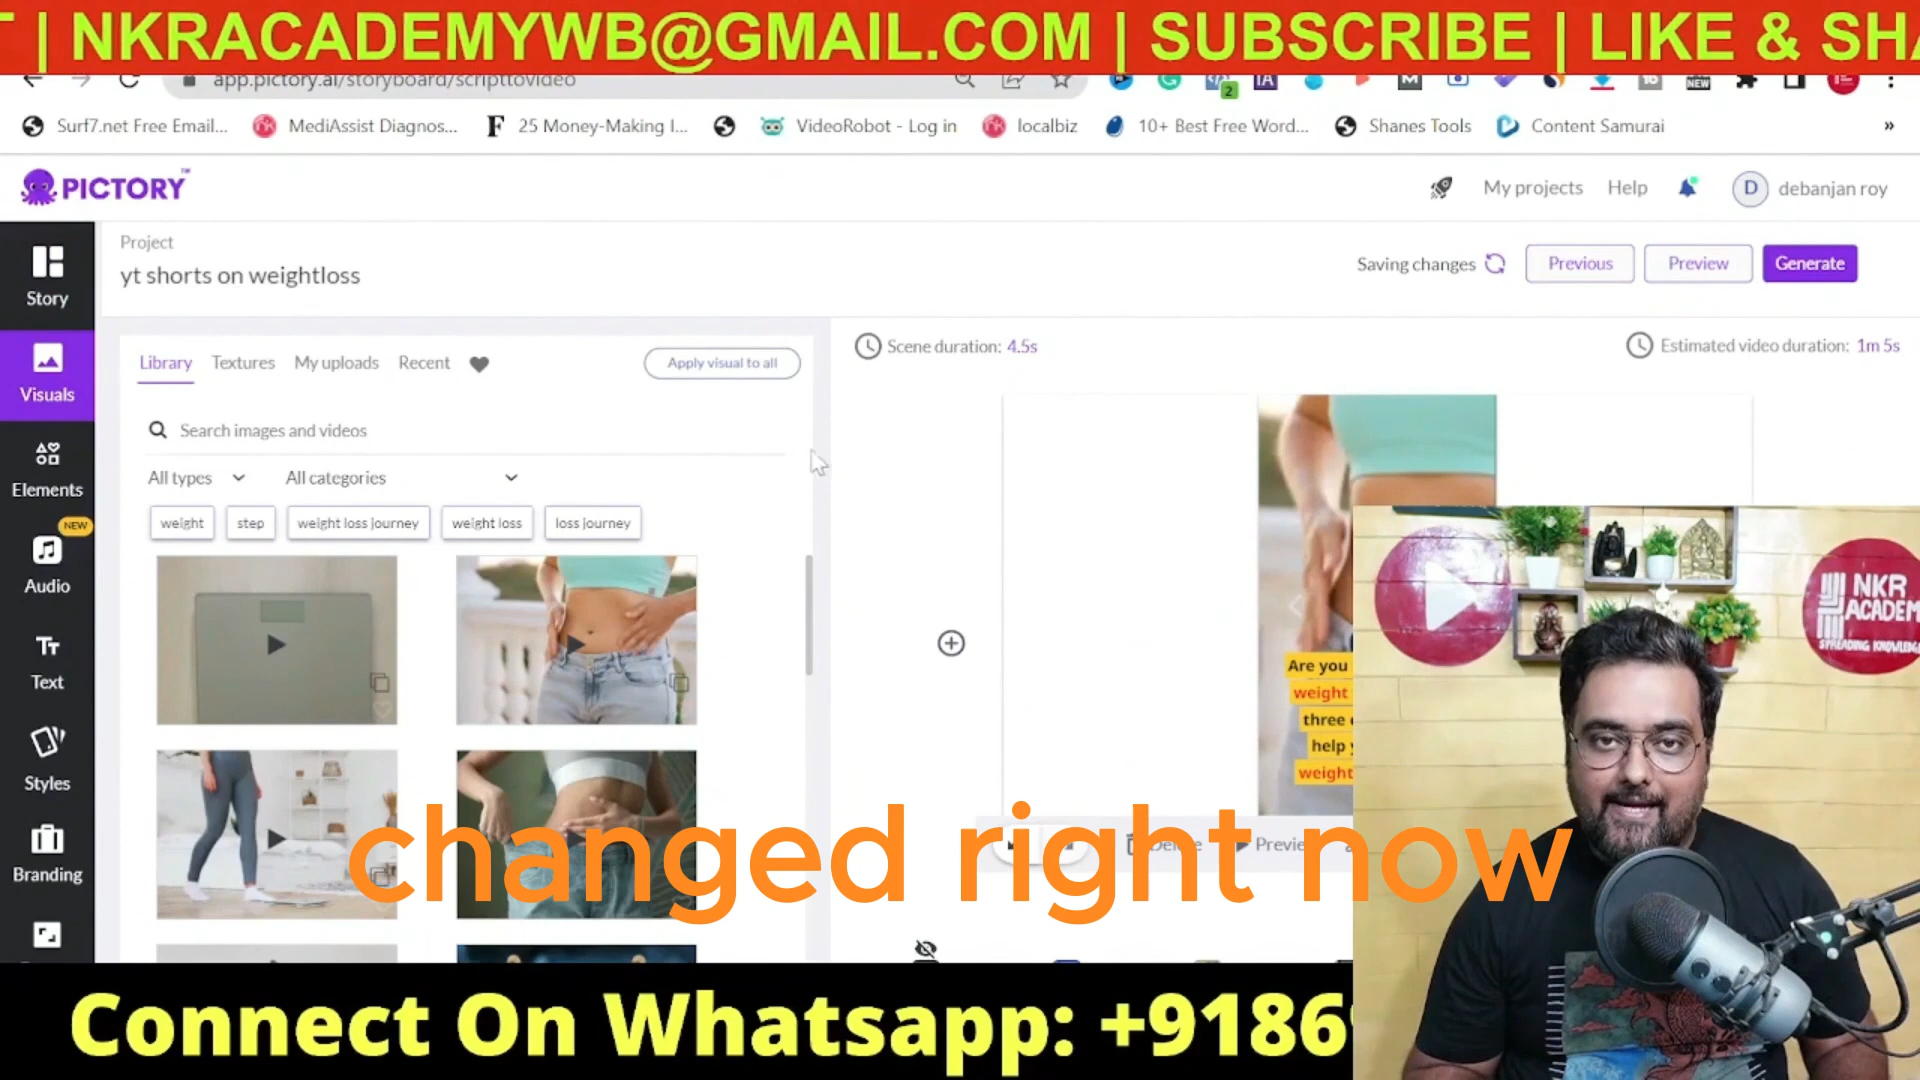 | NKRACADEMYWB@GMAIL.COM | SUBSCRIBE | LIKE &
app.pictory.ai/storyboard/scripttovideo
2
IA
NEW
Surf7.net Free Email...
MediAssist Diagnos...
25 Money-Making I...
VideoRobot - Log in
localbiz
10+ Best Free Word...
Shanes Tools
Content Samurai
»
PICTORY
My projects
Help
D
debanjan roy
Project
yt shorts on weightloss
Saving changes
Previous
Preview
Generate
Story
Visuals
Elements
NEW
Audio
Text
Styles
Branding
Library
Textures
My uploads
Recent
Apply visual to all
Search images and videos
All types
All categories
weight
step
weight loss journey
weight loss
loss journey
Scene duration: 4.5s
Estimated video duration: 1m 5s
Are you
weight
three
help
weight
NKR
ACADEM
SPREADING KNOWLEDG
changed right now
Connect On Whatsapp: +9186